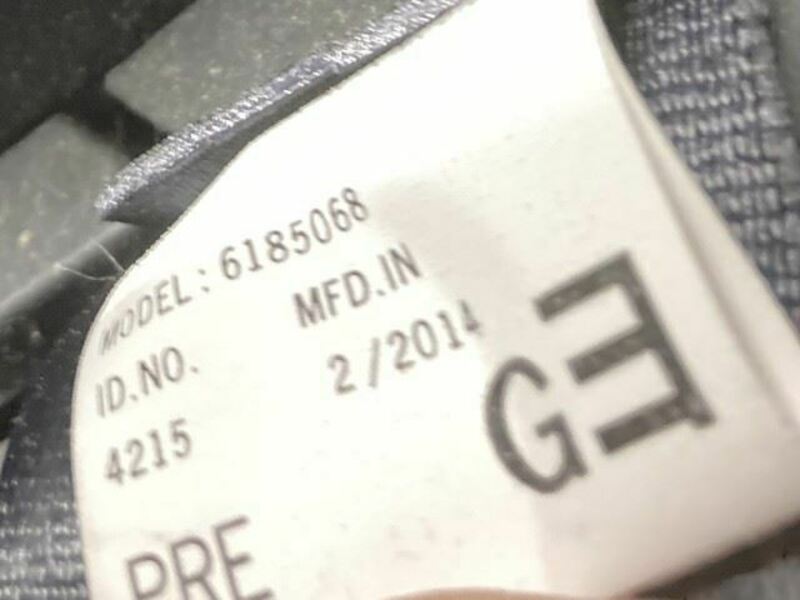 MODEL: 6185068
ID.NO. MFD.IN
4215 2/2014
GE
PRE